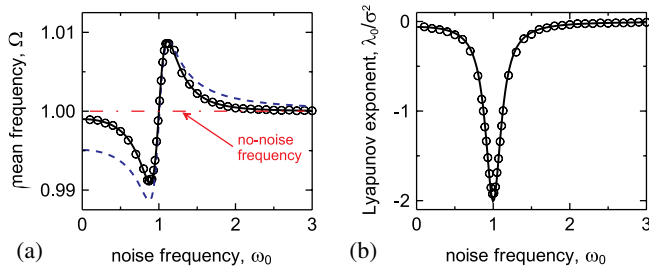 mean frequency, Ω
1.01
1.00
0.99
0
1
2
3
no-noise
frequency
noise frequency, ω₀
(a)
Lyapunov exponent, λ₀/σ²
0
-1
-2
0
1
2
3
noise frequency, ω₀
(b)